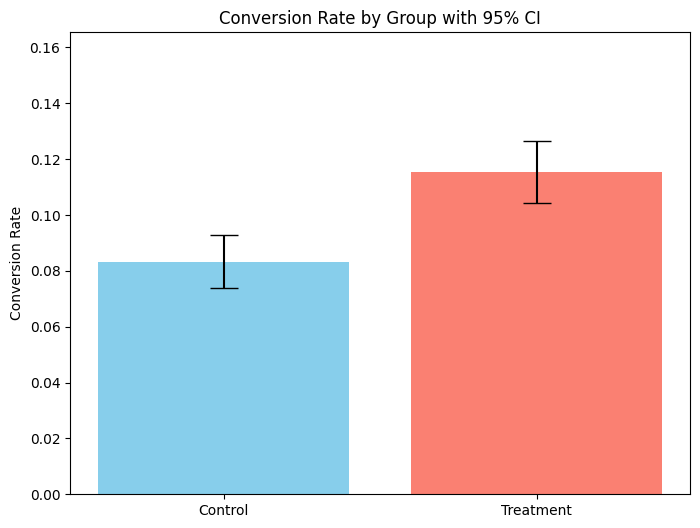 Conversion Rate by Group with 95% CI
0.16
0.14
0.12
0.10
0.08
0.06
0.04
0.02
0.00
Conversion Rate
Control
Treatment